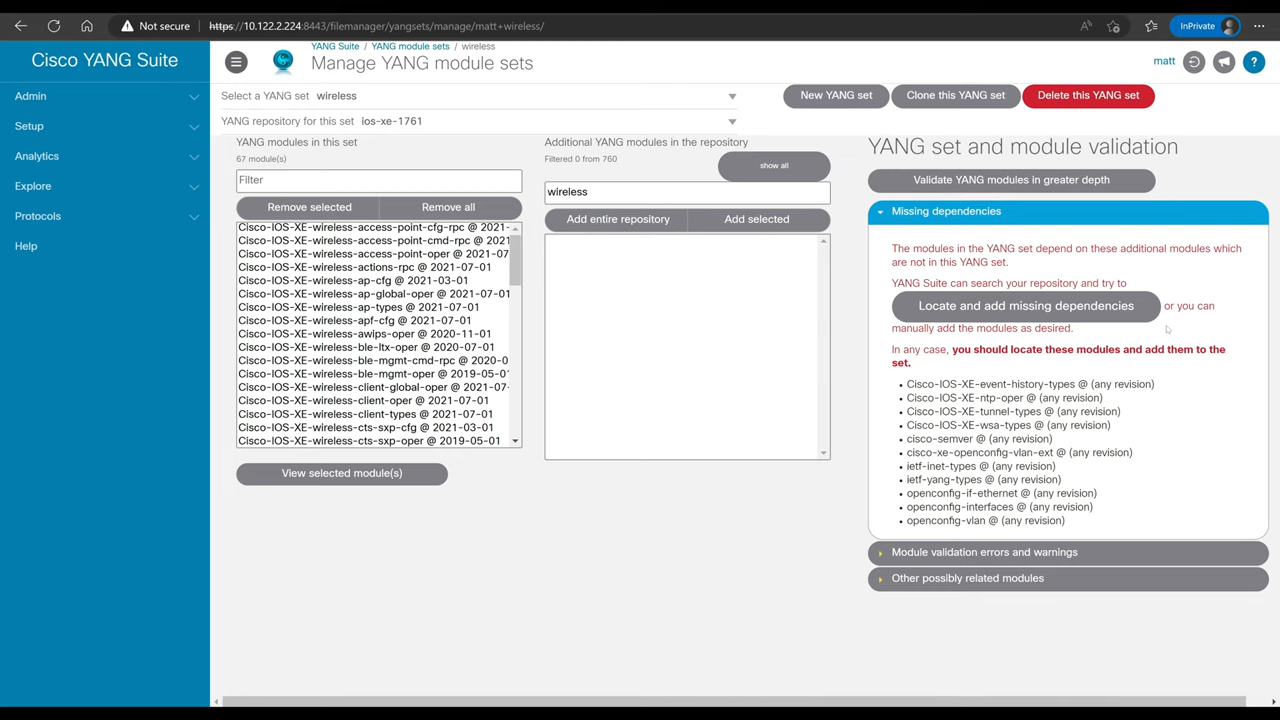 Not secure
https://10.122.2.224:8443/filemanager/yangsets/manage/matt+wireless/
InPrivate
Cisco YANG Suite
Admin
Setup
Analytics
Explore
Protocols
Help
YANG Suite / YANG module sets / wireless
Manage YANG module sets
matt
?
Select a YANG set wireless
YANG repository for this set ios-xe-1761
New YANG set
Clone this YANG set
Delete this YANG set
YANG modules in this set
67 module(s)
Filter
Remove selected
Remove all
Cisco-IOS-XE-wireless-access-point-cfg-rpc @ 2021-
Cisco-IOS-XE-wireless-access-point-cmd-rpc @ 2021-
Cisco-IOS-XE-wireless-access-point-oper @ 2021-07
Cisco-IOS-XE-wireless-actions-rpc @ 2021-07-01
Cisco-IOS-XE-wireless-ap-cfg @ 2021-03-01
Cisco-IOS-XE-wireless-ap-global-oper @ 2021-07-01
Cisco-IOS-XE-wireless-ap-types @ 2021-07-01
Cisco-IOS-XE-wireless-apf-cfg @ 2021-07-01
Cisco-IOS-XE-wireless-awips-oper @ 2020-11-01
Cisco-IOS-XE-wireless-ble-ltx-oper @ 2020-07-01
Cisco-IOS-XE-wireless-ble-mgmt-cmd-rpc @ 2020-0
Cisco-IOS-XE-wireless-ble-mgmt-oper @ 2019-05-01
Cisco-IOS-XE-wireless-client-global-oper @ 2021-07-
Cisco-IOS-XE-wireless-client-oper @ 2021-07-01
Cisco-IOS-XE-wireless-client-types @ 2021-07-01
Cisco-IOS-XE-wireless-cts-sxp-cfg @ 2021-03-01
Cisco-IOS-XE-wireless-cts-sxp-oper @ 2019-05-01
View selected module(s)
Additional YANG modules in the repository
Filtered 0 from 760
show all
wireless
Add entire repository
Add selected
YANG set and module validation
Validate YANG modules in greater depth
Missing dependencies
The modules in the YANG set depend on these additional modules which
are not in this YANG set.
YANG Suite can search your repository and try to
Locate and add missing dependencies or you can
manually add the modules as desired.
In any case, you should locate these modules and add them to the
set.
• Cisco-IOS-XE-event-history-types @ (any revision)
• Cisco-IOS-XE-ntp-oper @ (any revision)
• Cisco-IOS-XE-tunnel-types @ (any revision)
• Cisco-IOS-XE-wsa-types @ (any revision)
• cisco-semver @ (any revision)
• cisco-xe-openconfig-vlan-ext @ (any revision)
• ietf-inet-types @ (any revision)
• ietf-yang-types @ (any revision)
• openconfig-if-ethernet @ (any revision)
• openconfig-interfaces @ (any revision)
• openconfig-vlan @ (any revision)
Module validation errors and warnings
Other possibly related modules